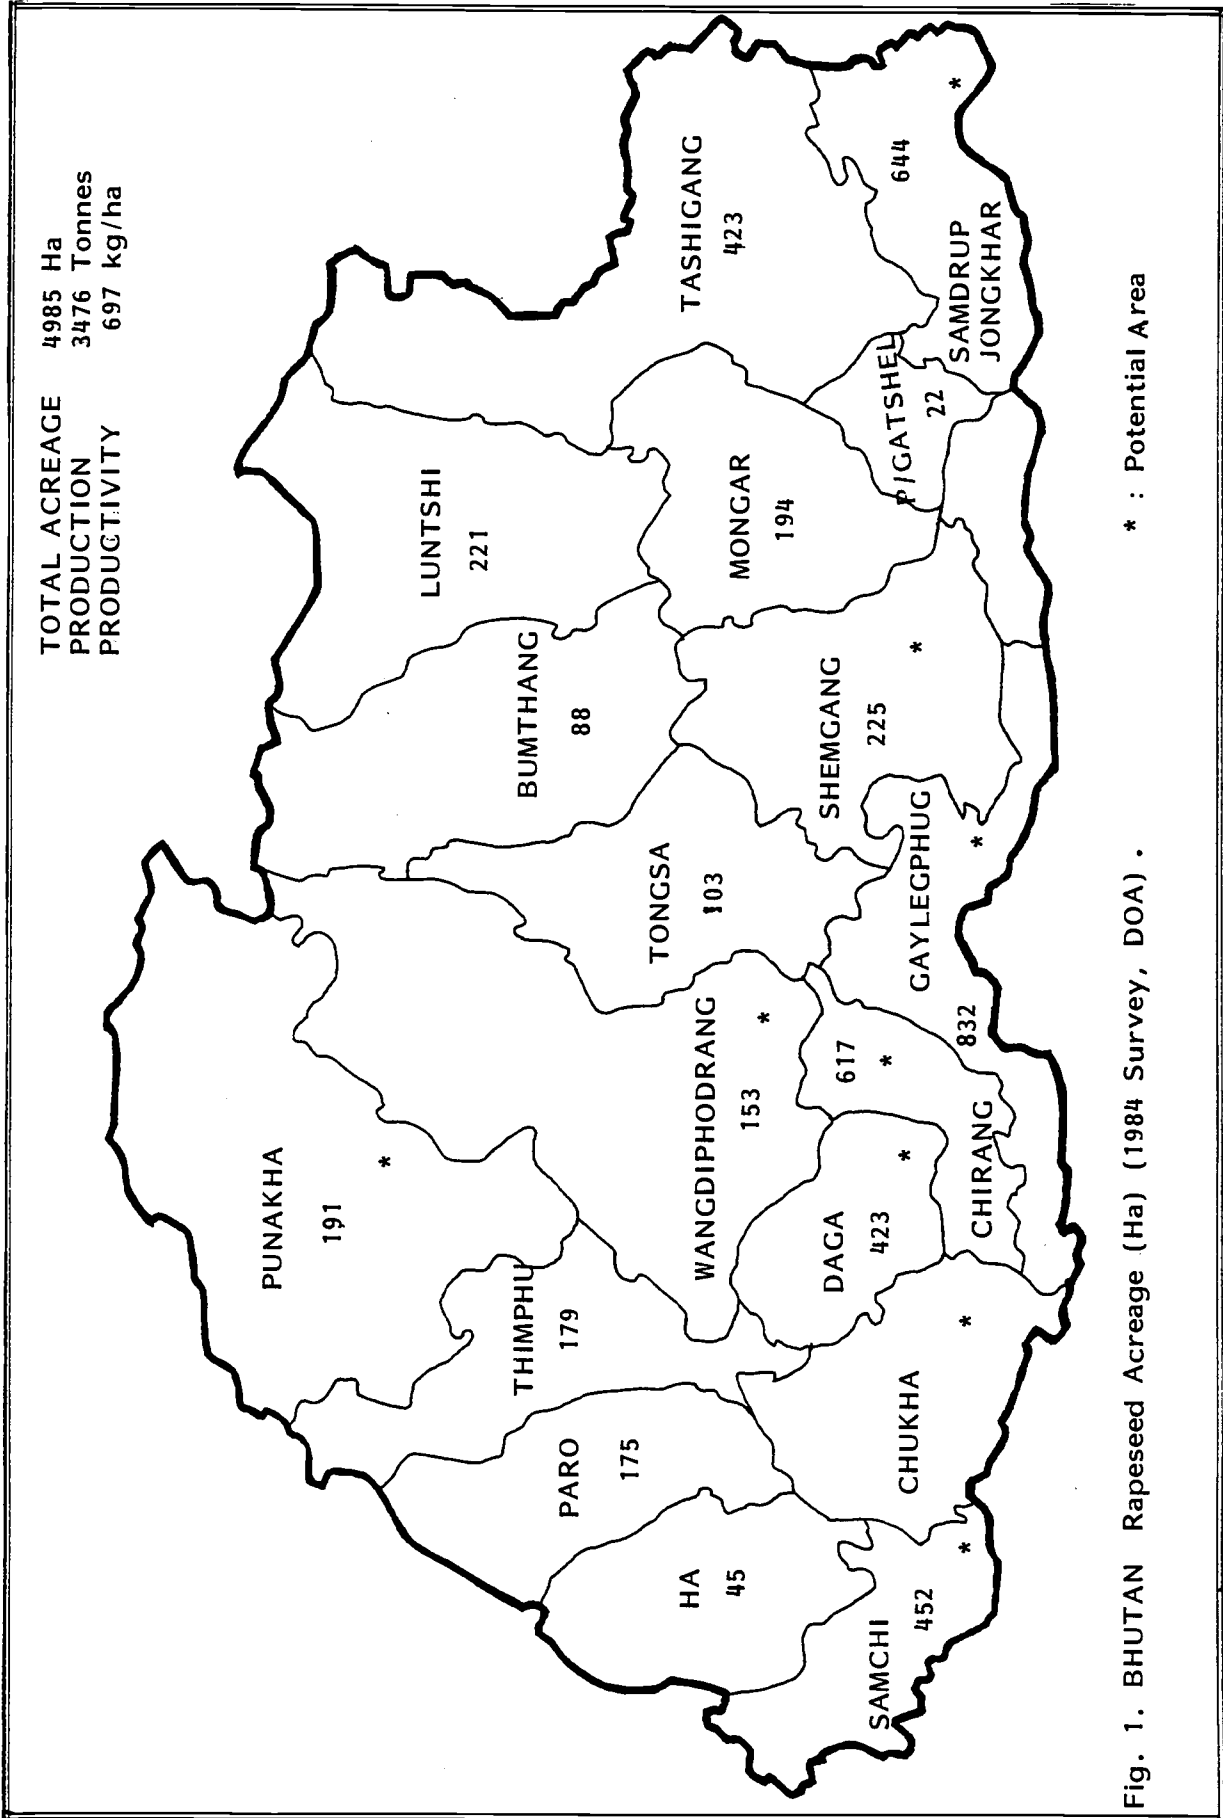 TOTAL ACREAGE 4985 Ha
PRODUCTION 3476 Tonnes
PRODUCTIVITY 697 kg/ha
PUNAKHA
191
*
LUNTSHI
221
THIMPHU
179
BUMTHANG
88
PARO
175
TONGSA
103
TASHIGANG
423
HA
45
WANGDIPHODRANG
153
*
MONGAR
194
DAGA
423
*
617
*
SHEMGANG
225
*
P/GATSHEL
22
644
*
SAMCHI
452
*
CHUKHA
*
CHIRANG
GAYLEGPHUG
832
*
SAMDRUP
JONGKHAR
Fig. 1. BHUTAN Rapeseed Acreage (Ha) (1984 Survey, DOA).
* : Potential Area